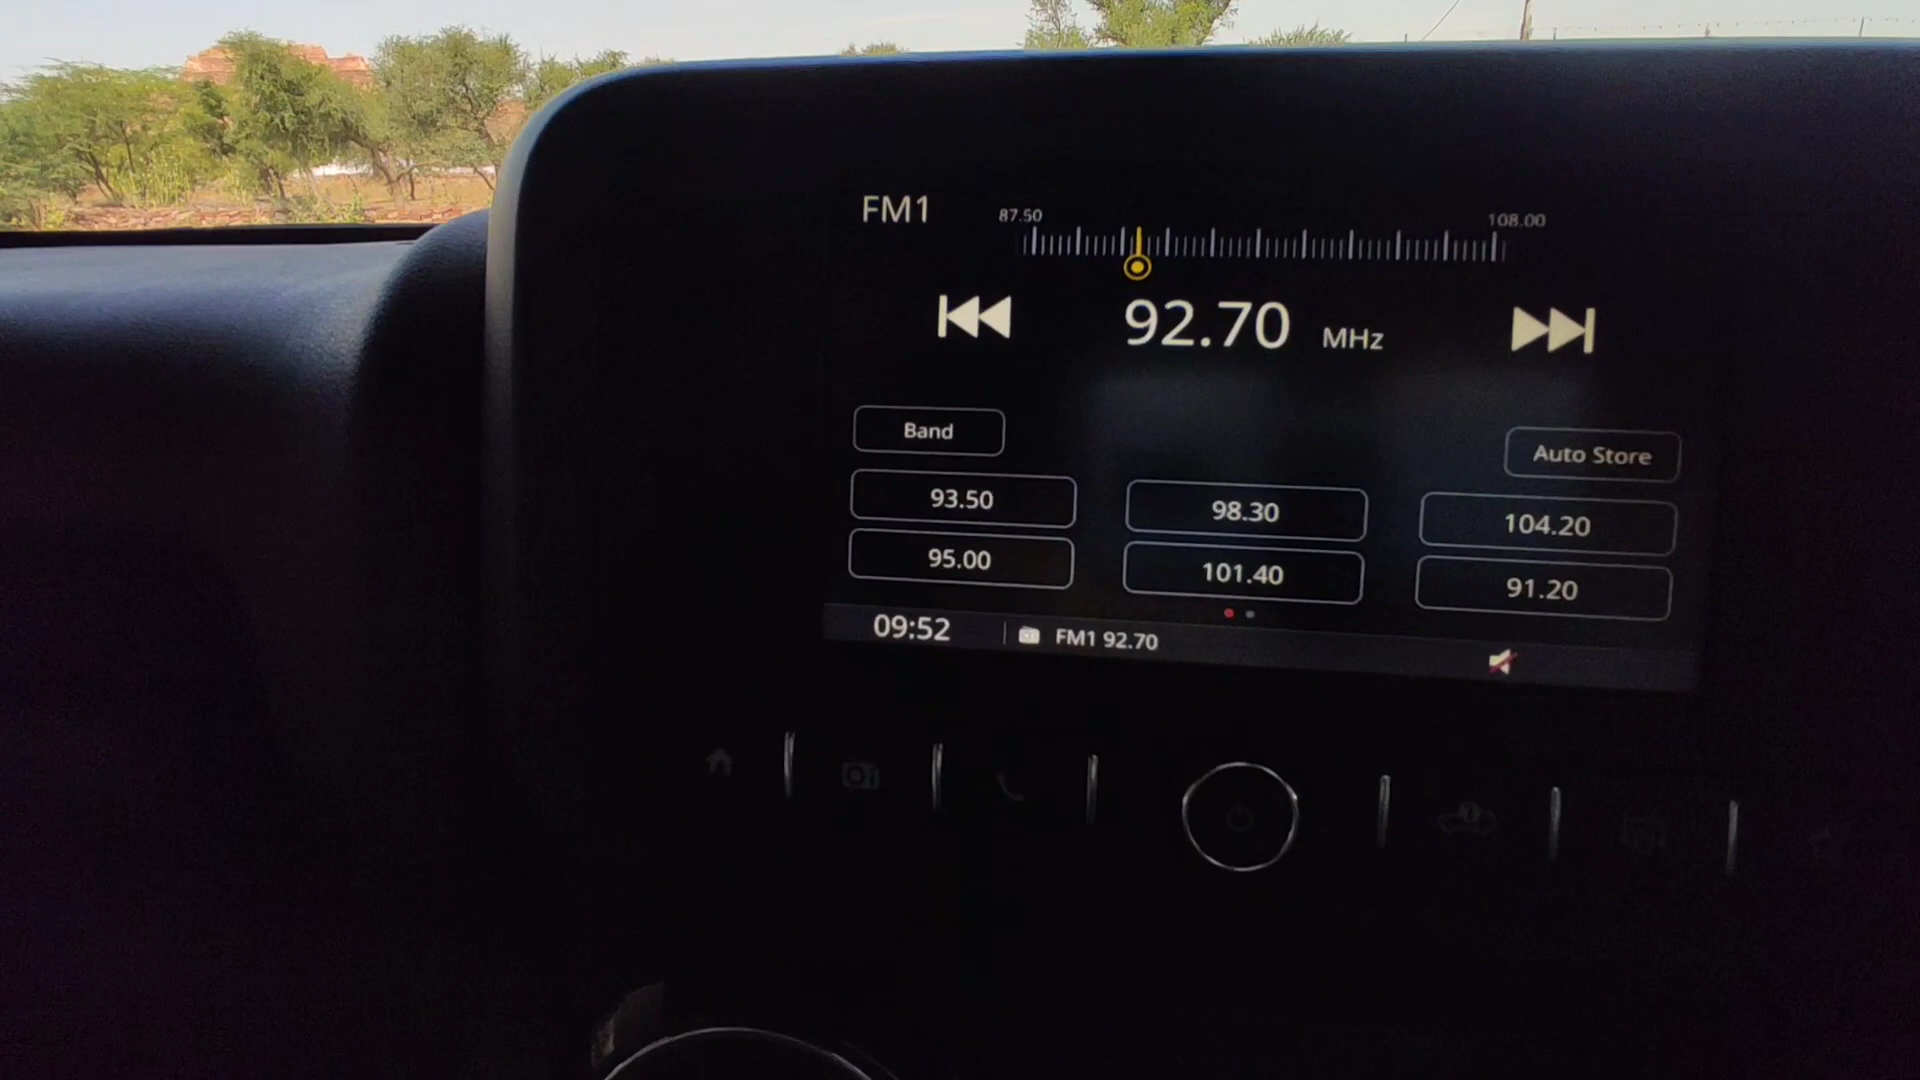 FM1
87.50
108.00
92.70 MHz
Band
Auto Store
93.50
98.30
104.20
95.00
101.40
91.20
09:52
FM1 92.70